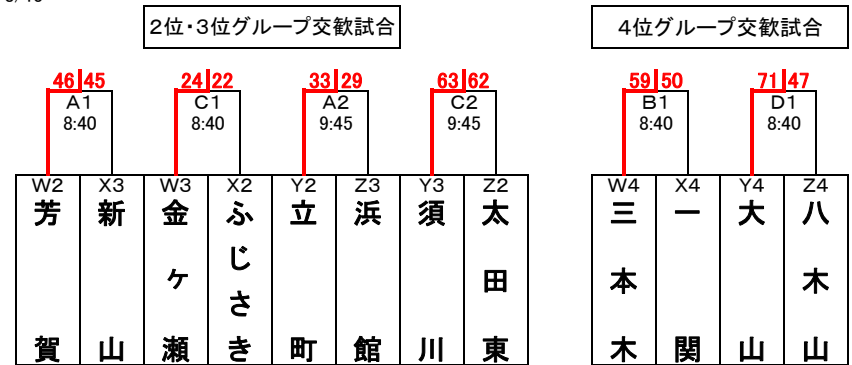 2位・3位グループ交歓試合
4位グループ交歓試合
46 45 24 22 33 29 63 62 59 50 71 47
A1 C1 A2 C2 B1 D1
8:40 8:40 9:45 9:45 8:40 8:40
W2 X3 W3 X2 Y2 Z3 Y3 Z2 W4 X4 Y4 Z4
芳賀
新山
金ヶ瀬
ふじさき
立町
浜館
須川
太田東
三本木
一関
大山
八木山